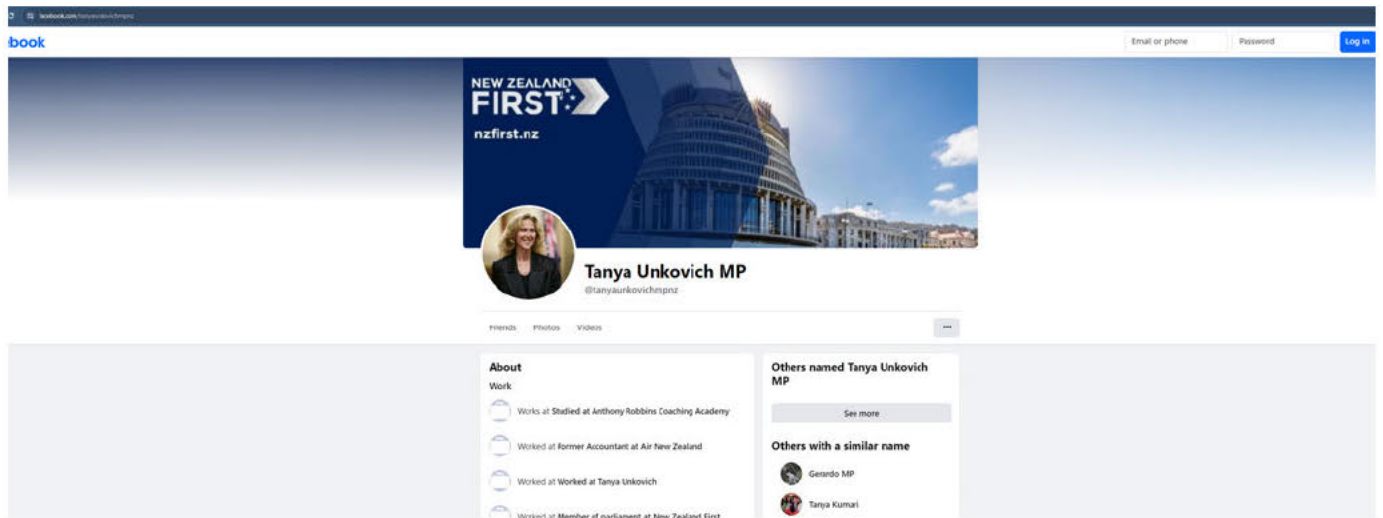 facebook.com/tanyaunkovichmpnz
book
Email or phone
Password
Log in
NEW ZEALAND
FIRST
nzfirst.nz
Tanya Unkovich MP
@tanyaunkovichmpnz
Friends Photos Videos
About
Work
Works at Studied at Anthony Robbins Coaching Academy
Worked at Former Accountant at Air New Zealand
Worked at Worked at Tanya Unkovich
Worked at Member of parliament at New Zealand First
Others named Tanya Unkovich
MP
See more
Others with a similar name
Gerardo MP
Tanya Kumari